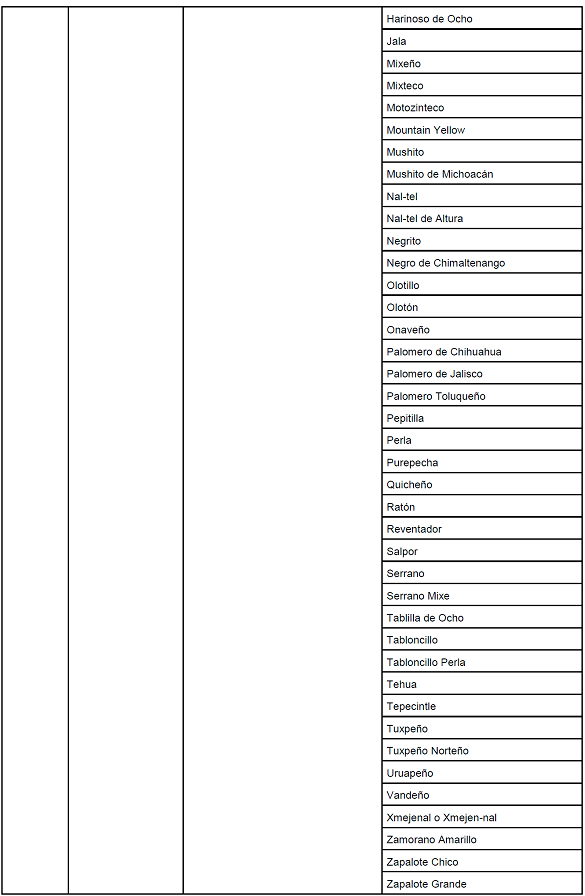 Harinoso de Ocho
Jala
Mixeño
Mixteco
Motozinteco
Mountain Yellow
Mushito
Mushito de Michoacán
Nal-tel
Nal-tel de Altura
Negrito
Negro de Chimaltenango
Olotillo
Olotón
Onaveño
Palomero de Chihuahua
Palomero de Jalisco
Palomero Toluqueño
Pepitilla
Perla
Purepecha
Quicheño
Ratón
Reventador
Salpor
Serrano
Serrano Mixe
Tablilla de Ocho
Tabloncillo
Tabloncillo Perla
Tehua
Tepecintle
Tuxpeño
Tuxpeño Norteño
Uruapeño
Vandeño
Xmejenal o Xmejen-nal
Zamorano Amarillo
Zapalote Chico
Zapalote Grande